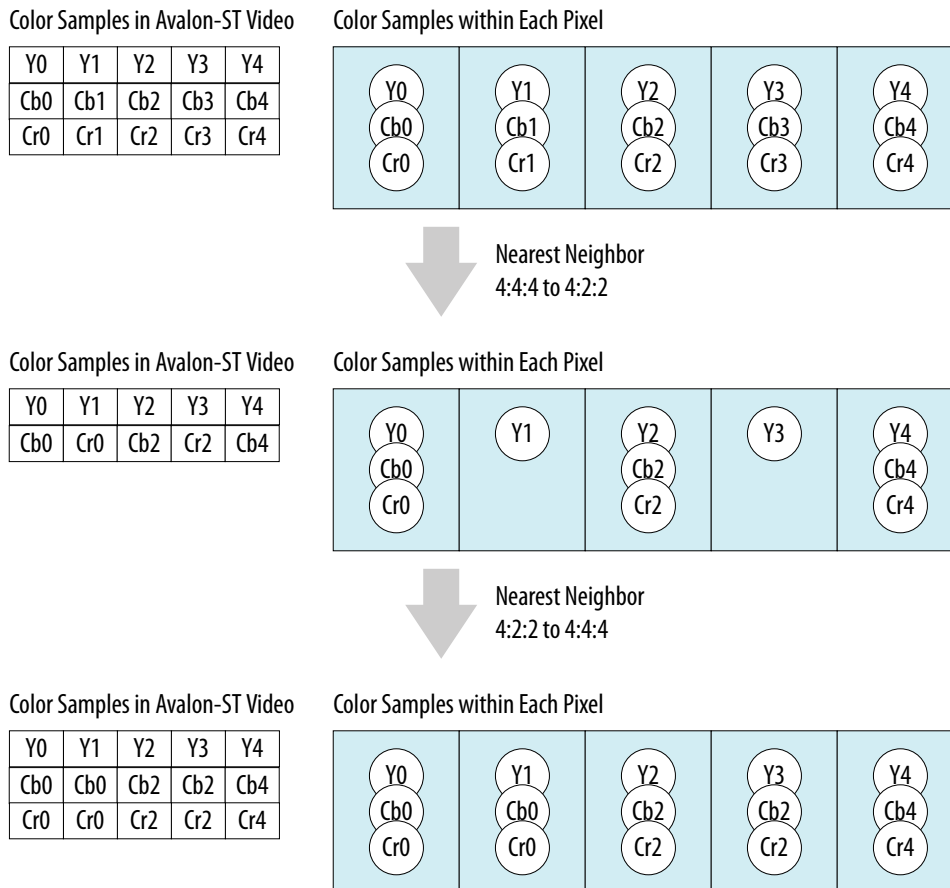 Color Samples in Avalon-ST Video
Y0 Y1 Y2 Y3 Y4
Cb0 Cb1 Cb2 Cb3 Cb4
Cr0 Cr1 Cr2 Cr3 Cr4
Color Samples within Each Pixel
Y0 Y1 Y2 Y3 Y4
Cb0 Cb1 Cb2 Cb3 Cb4
Cr0 Cr1 Cr2 Cr3 Cr4
Nearest Neighbor
4:4:4 to 4:2:2
Color Samples in Avalon-ST Video
Y0 Y1 Y2 Y3 Y4
Cb0 Cr0 Cb2 Cr2 Cb4
Color Samples within Each Pixel
Y0 Y1 Y2 Y3 Y4
Cb0 Cb2 Cb4
Cr0 Cr2 Cr4
Nearest Neighbor
4:2:2 to 4:4:4
Color Samples in Avalon-ST Video
Y0 Y1 Y2 Y3 Y4
Cb0 Cb0 Cb2 Cb2 Cb4
Cr0 Cr0 Cr2 Cr2 Cr4
Color Samples within Each Pixel
Y0 Y1 Y2 Y3 Y4
Cb0 Cb0 Cb2 Cb2 Cb4
Cr0 Cr0 Cr2 Cr2 Cr4